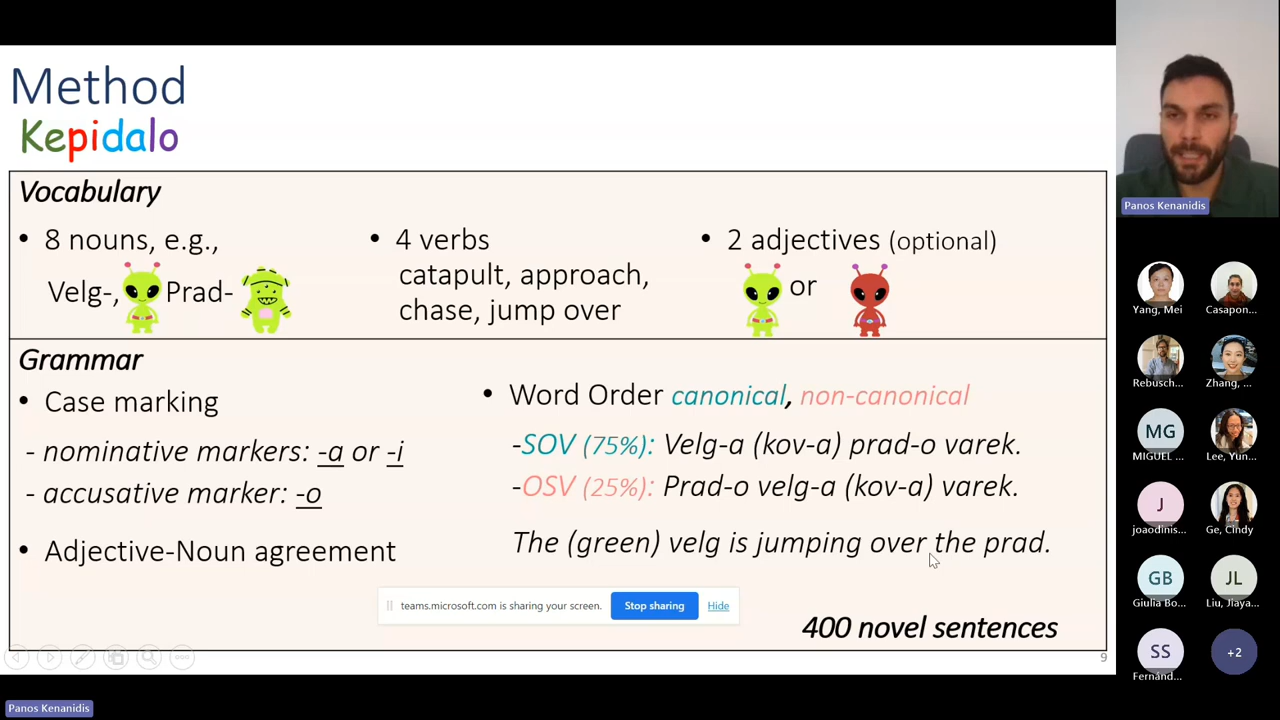 Method
Kepidalo
Vocabulary
• 8 nouns, e.g.,
Velg-, Prad-
• 4 verbs
catapult, approach,
chase, jump over
• 2 adjectives (optional)
or
Grammar
• Case marking
- nominative markers: -a or -i
- accusative marker: -o
• Adjective-Noun agreement
• Word Order canonical, non-canonical
-SOV (75%): Velg-a (kov-a) prad-o varek.
-OSV (25%): Prad-o velg-a (kov-a) varek.
The (green) velg is jumping over the prad.
teams.microsoft.com is sharing your screen. Stop sharing Hide
400 novel sentences
9
Panos Kenanidis
Panos Kenanidis
Yang, Mei
Casapon...
Rebusch...
Zhang, ...
MG
MIGUEL ...
Lee, Yun...
J
joaodinis...
Ge, Cindy
GB
Giulia Bo...
JL
Liu, Jiaya...
SS
Fernánd...
+2